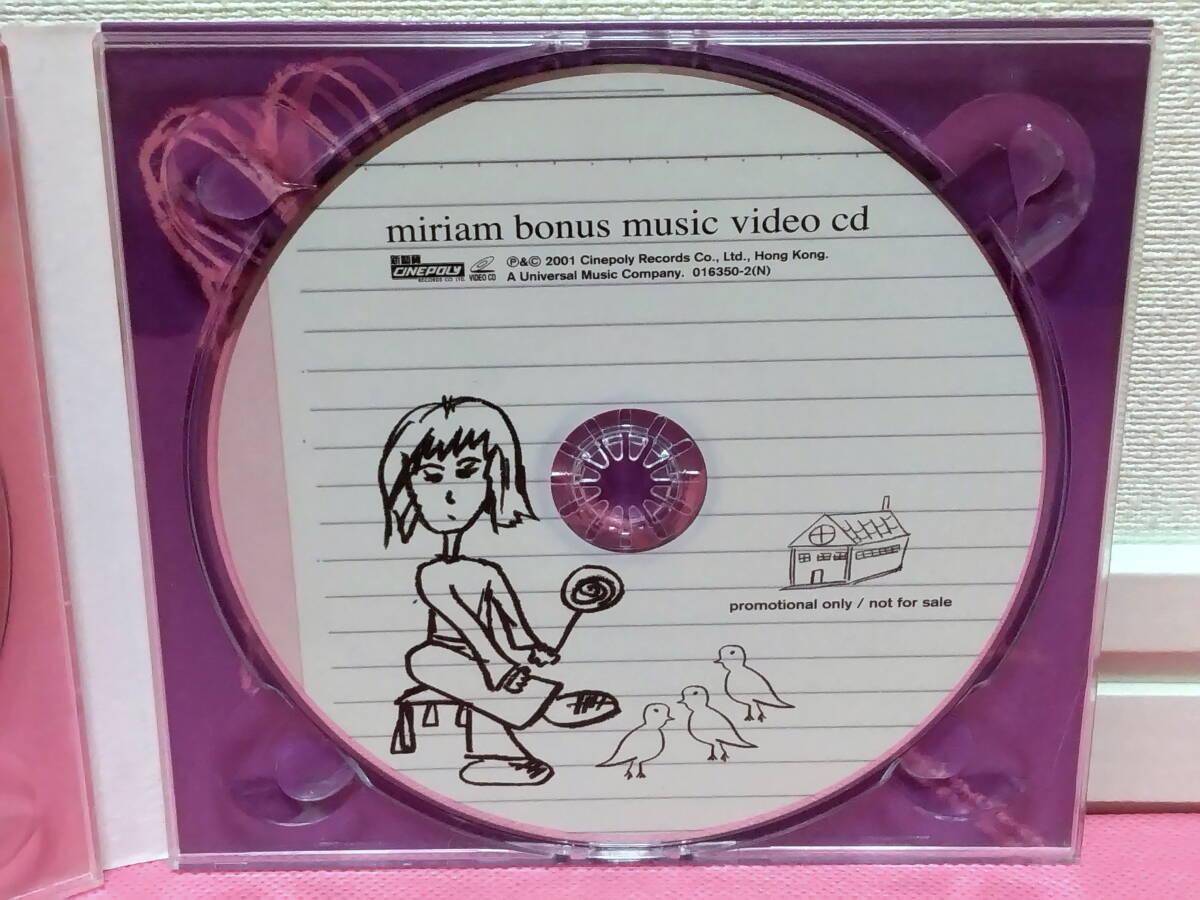 miriam bonus music video cd
新藝寶
CINEPOLY
RECORDS CO. LTD.
VIDEO CD
℗&© 2001 Cinepoly Records Co., Ltd., Hong Kong.
A Universal Music Company. 016350-2(N)
promotional only / not for sale